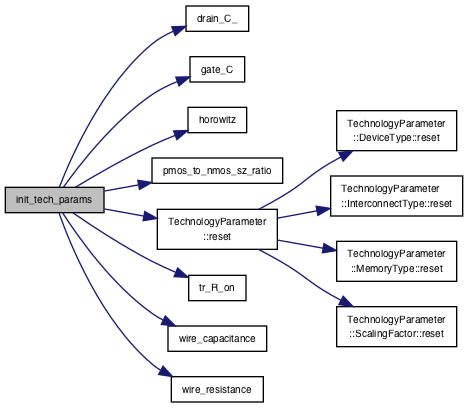 drain_C_
gate_C
horowitz
pmos_to_nmos_sz_ratio
init_tech_params
TechnologyParameter
::reset
tr_R_on
wire_capacitance
wire_resistance
TechnologyParameter
::DeviceType::reset
TechnologyParameter
::InterconnectType::reset
TechnologyParameter
::MemoryType::reset
TechnologyParameter
::ScalingFactor::reset